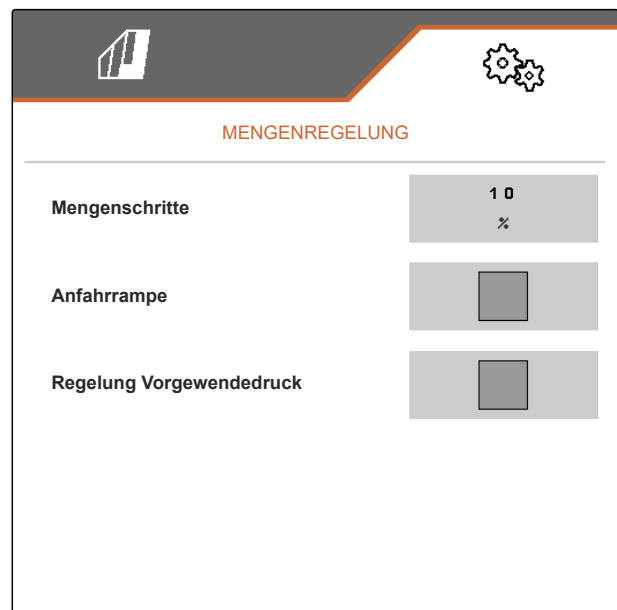 MENGENREGELUNG
Mengenschritte
10
%
Anfahrrampe
Regelung Vorgewendedruck